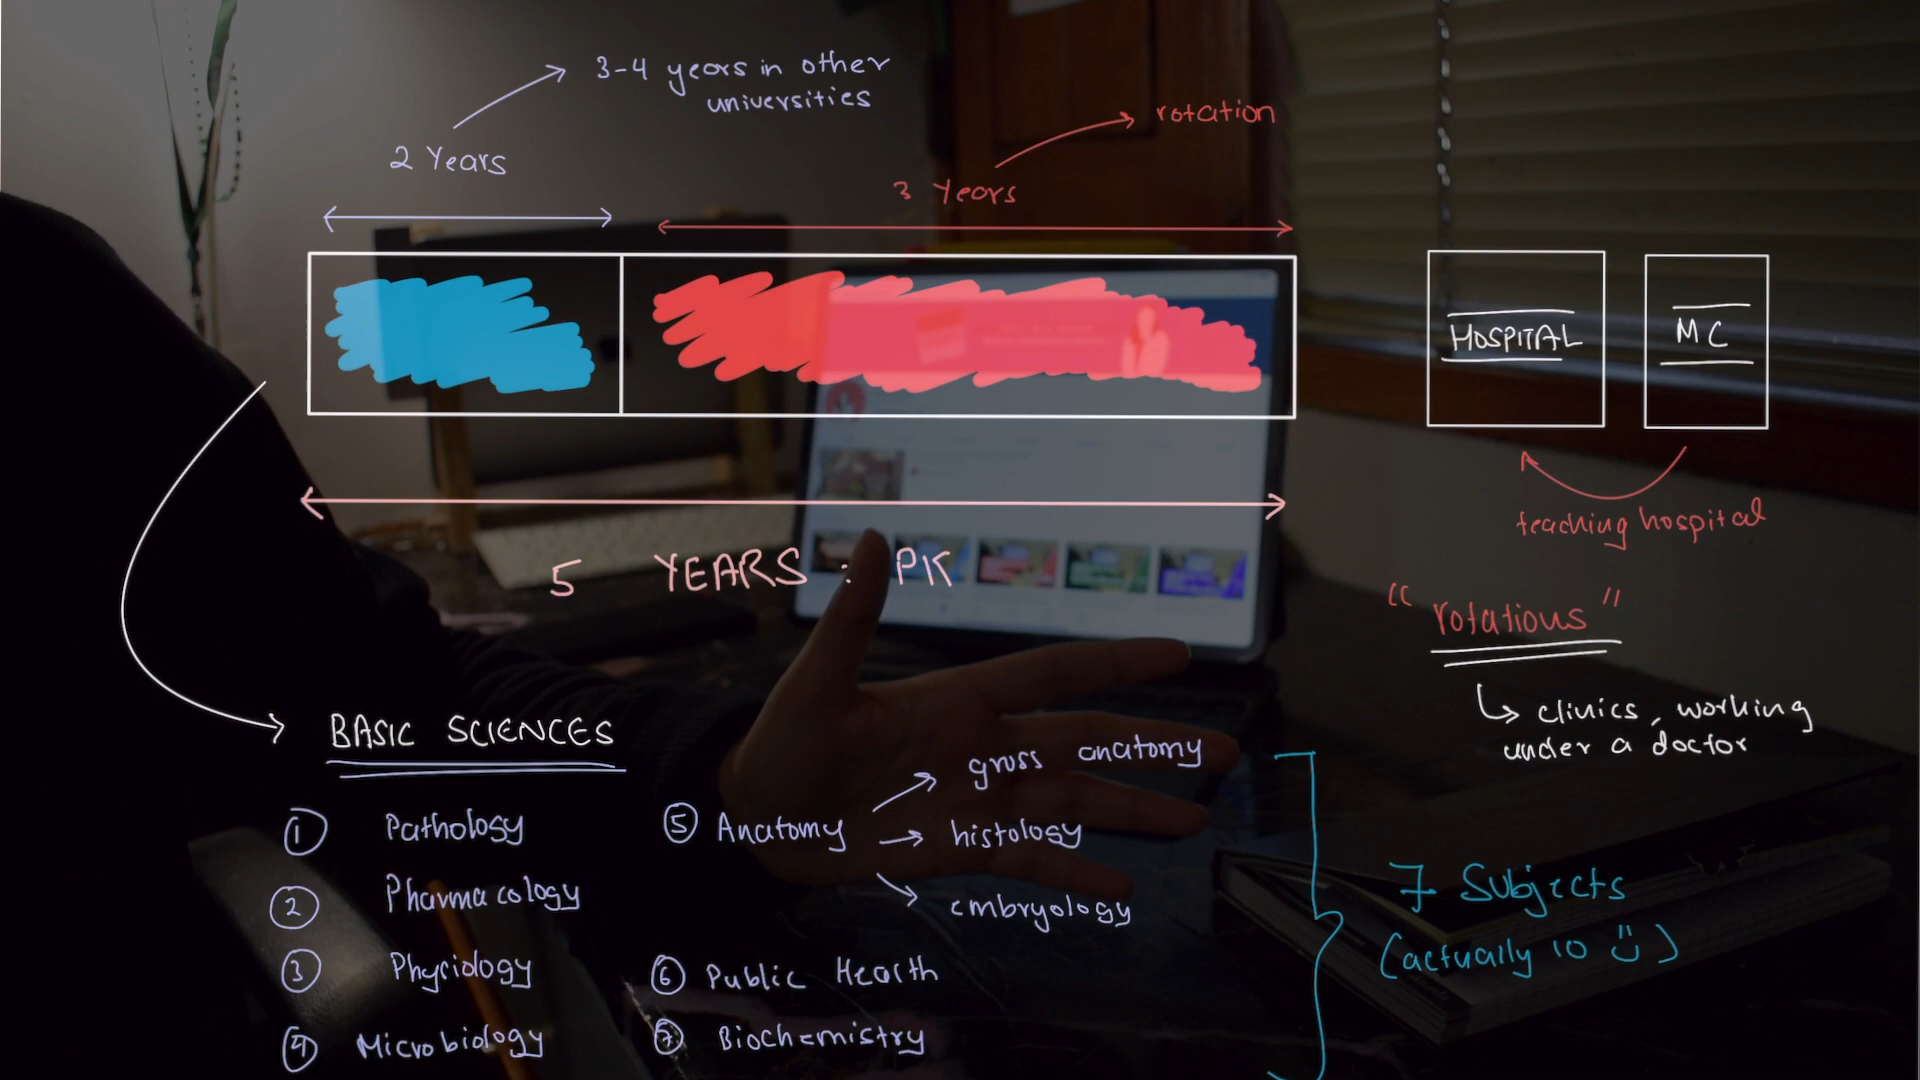 3-4 years in other
universities
2 Years
rotation
3 Years
HOSPITAL
MC
teaching hospital
5 YEARS : PK
"rotations"
clinics, working
under a doctor
BASIC SCIENCES
1 Pathology
2 Pharmacology
3 Physiology
4 Microbiology
5 Anatomy
gross anatomy
histology
embryology
6 Public Health
7 Biochemistry
7 Subjects
(actually 10 ツ)